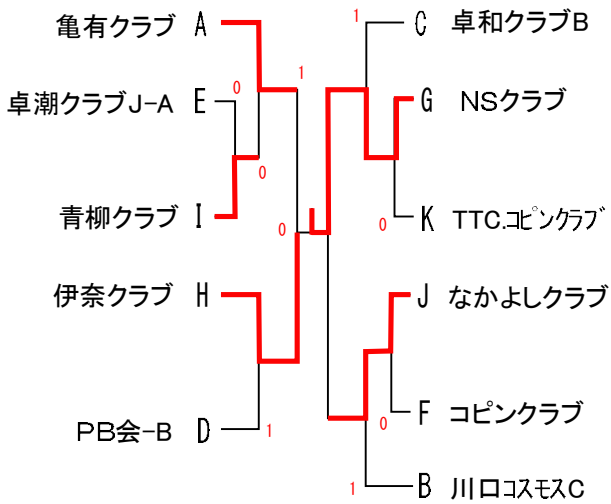 亀有クラブ A
卓潮クラブJ-A E
青柳クラブ I
伊奈クラブ H
PB会-B D
0
1
0
0
1
1
C 卓和クラブB
G NSクラブ
K TTC.コピンクラブ
0
J なかよしクラブ
F コピンクラブ
0
B 川口コスモスC
1